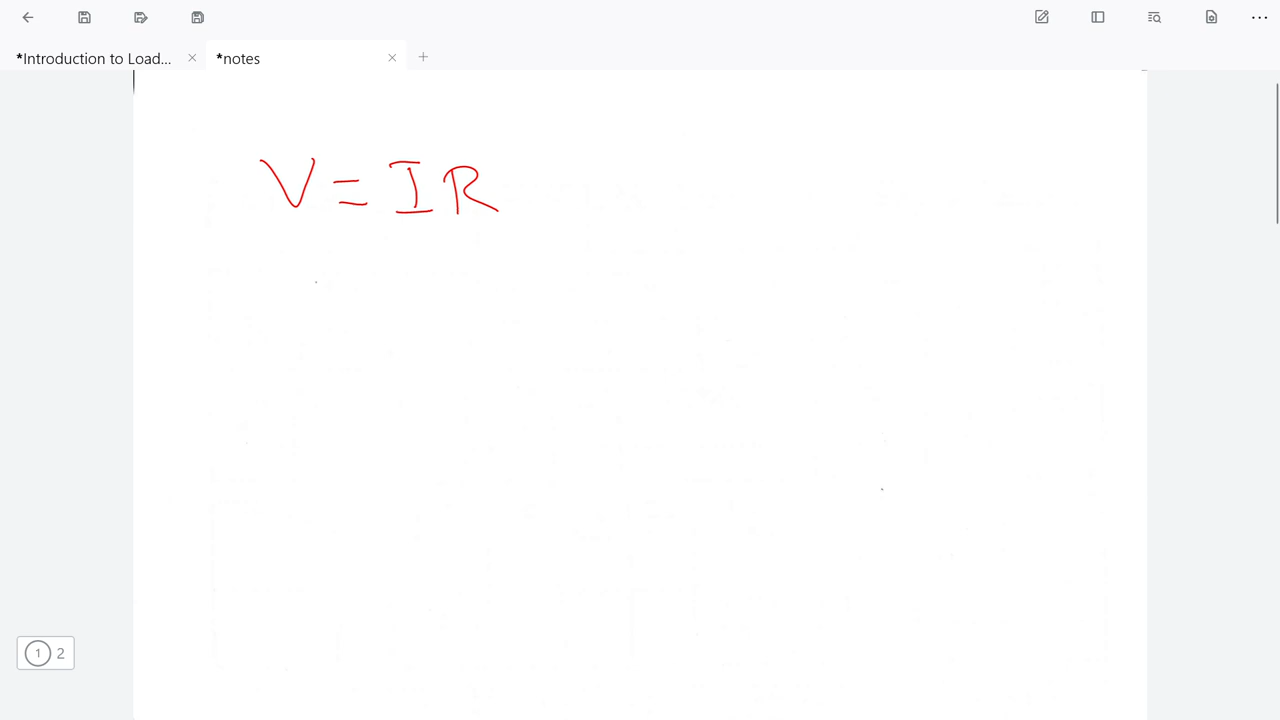 *Introduction to Load...
*notes
V = IR
1 2